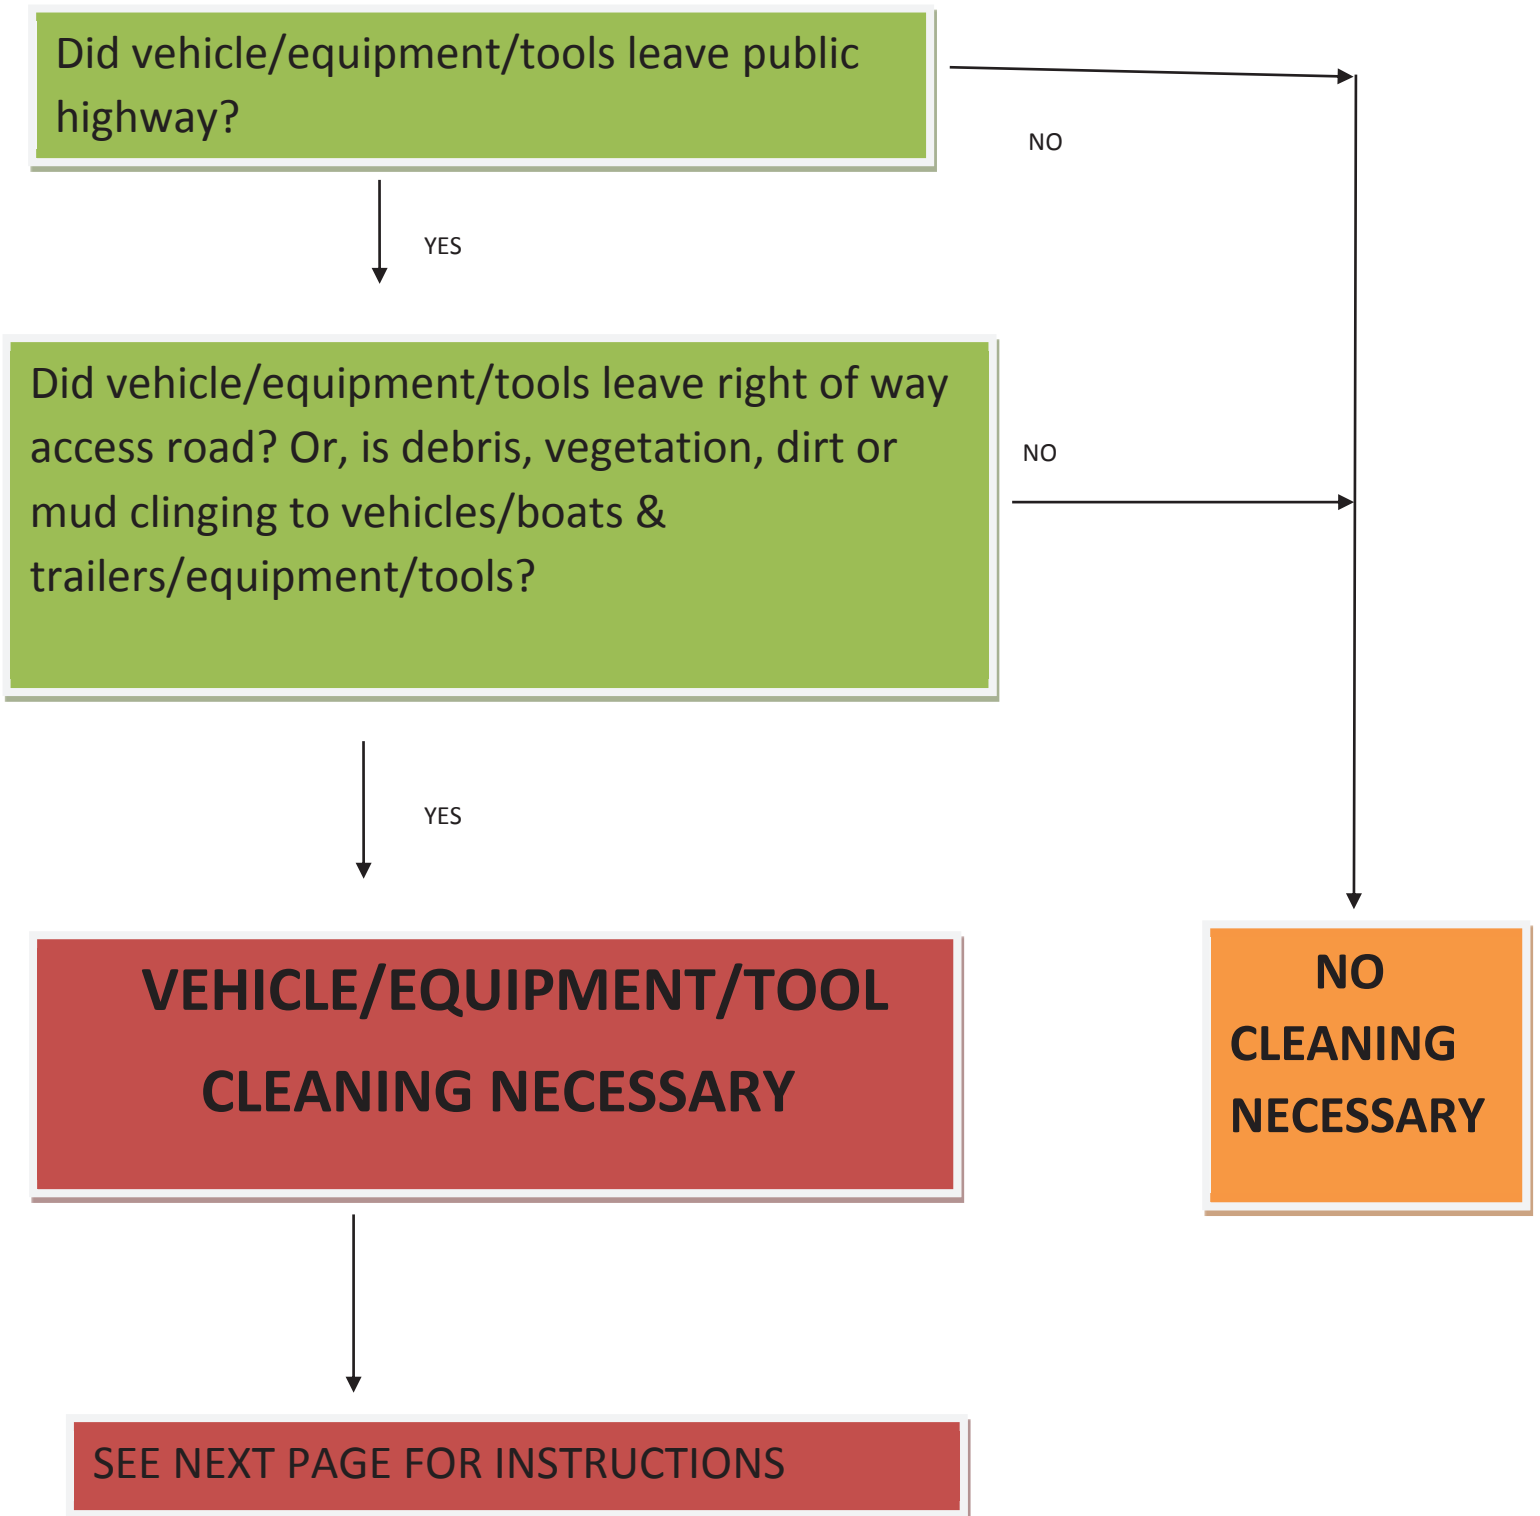 Did vehicle/equipment/tools leave public
highway?
NO
YES
Did vehicle/equipment/tools leave right of way
access road? Or, is debris, vegetation, dirt or
mud clinging to vehicles/boats &
trailers/equipment/tools?
NO
YES
VEHICLE/EQUIPMENT/TOOL
CLEANING NECESSARY
NO
CLEANING
NECESSARY
SEE NEXT PAGE FOR INSTRUCTIONS